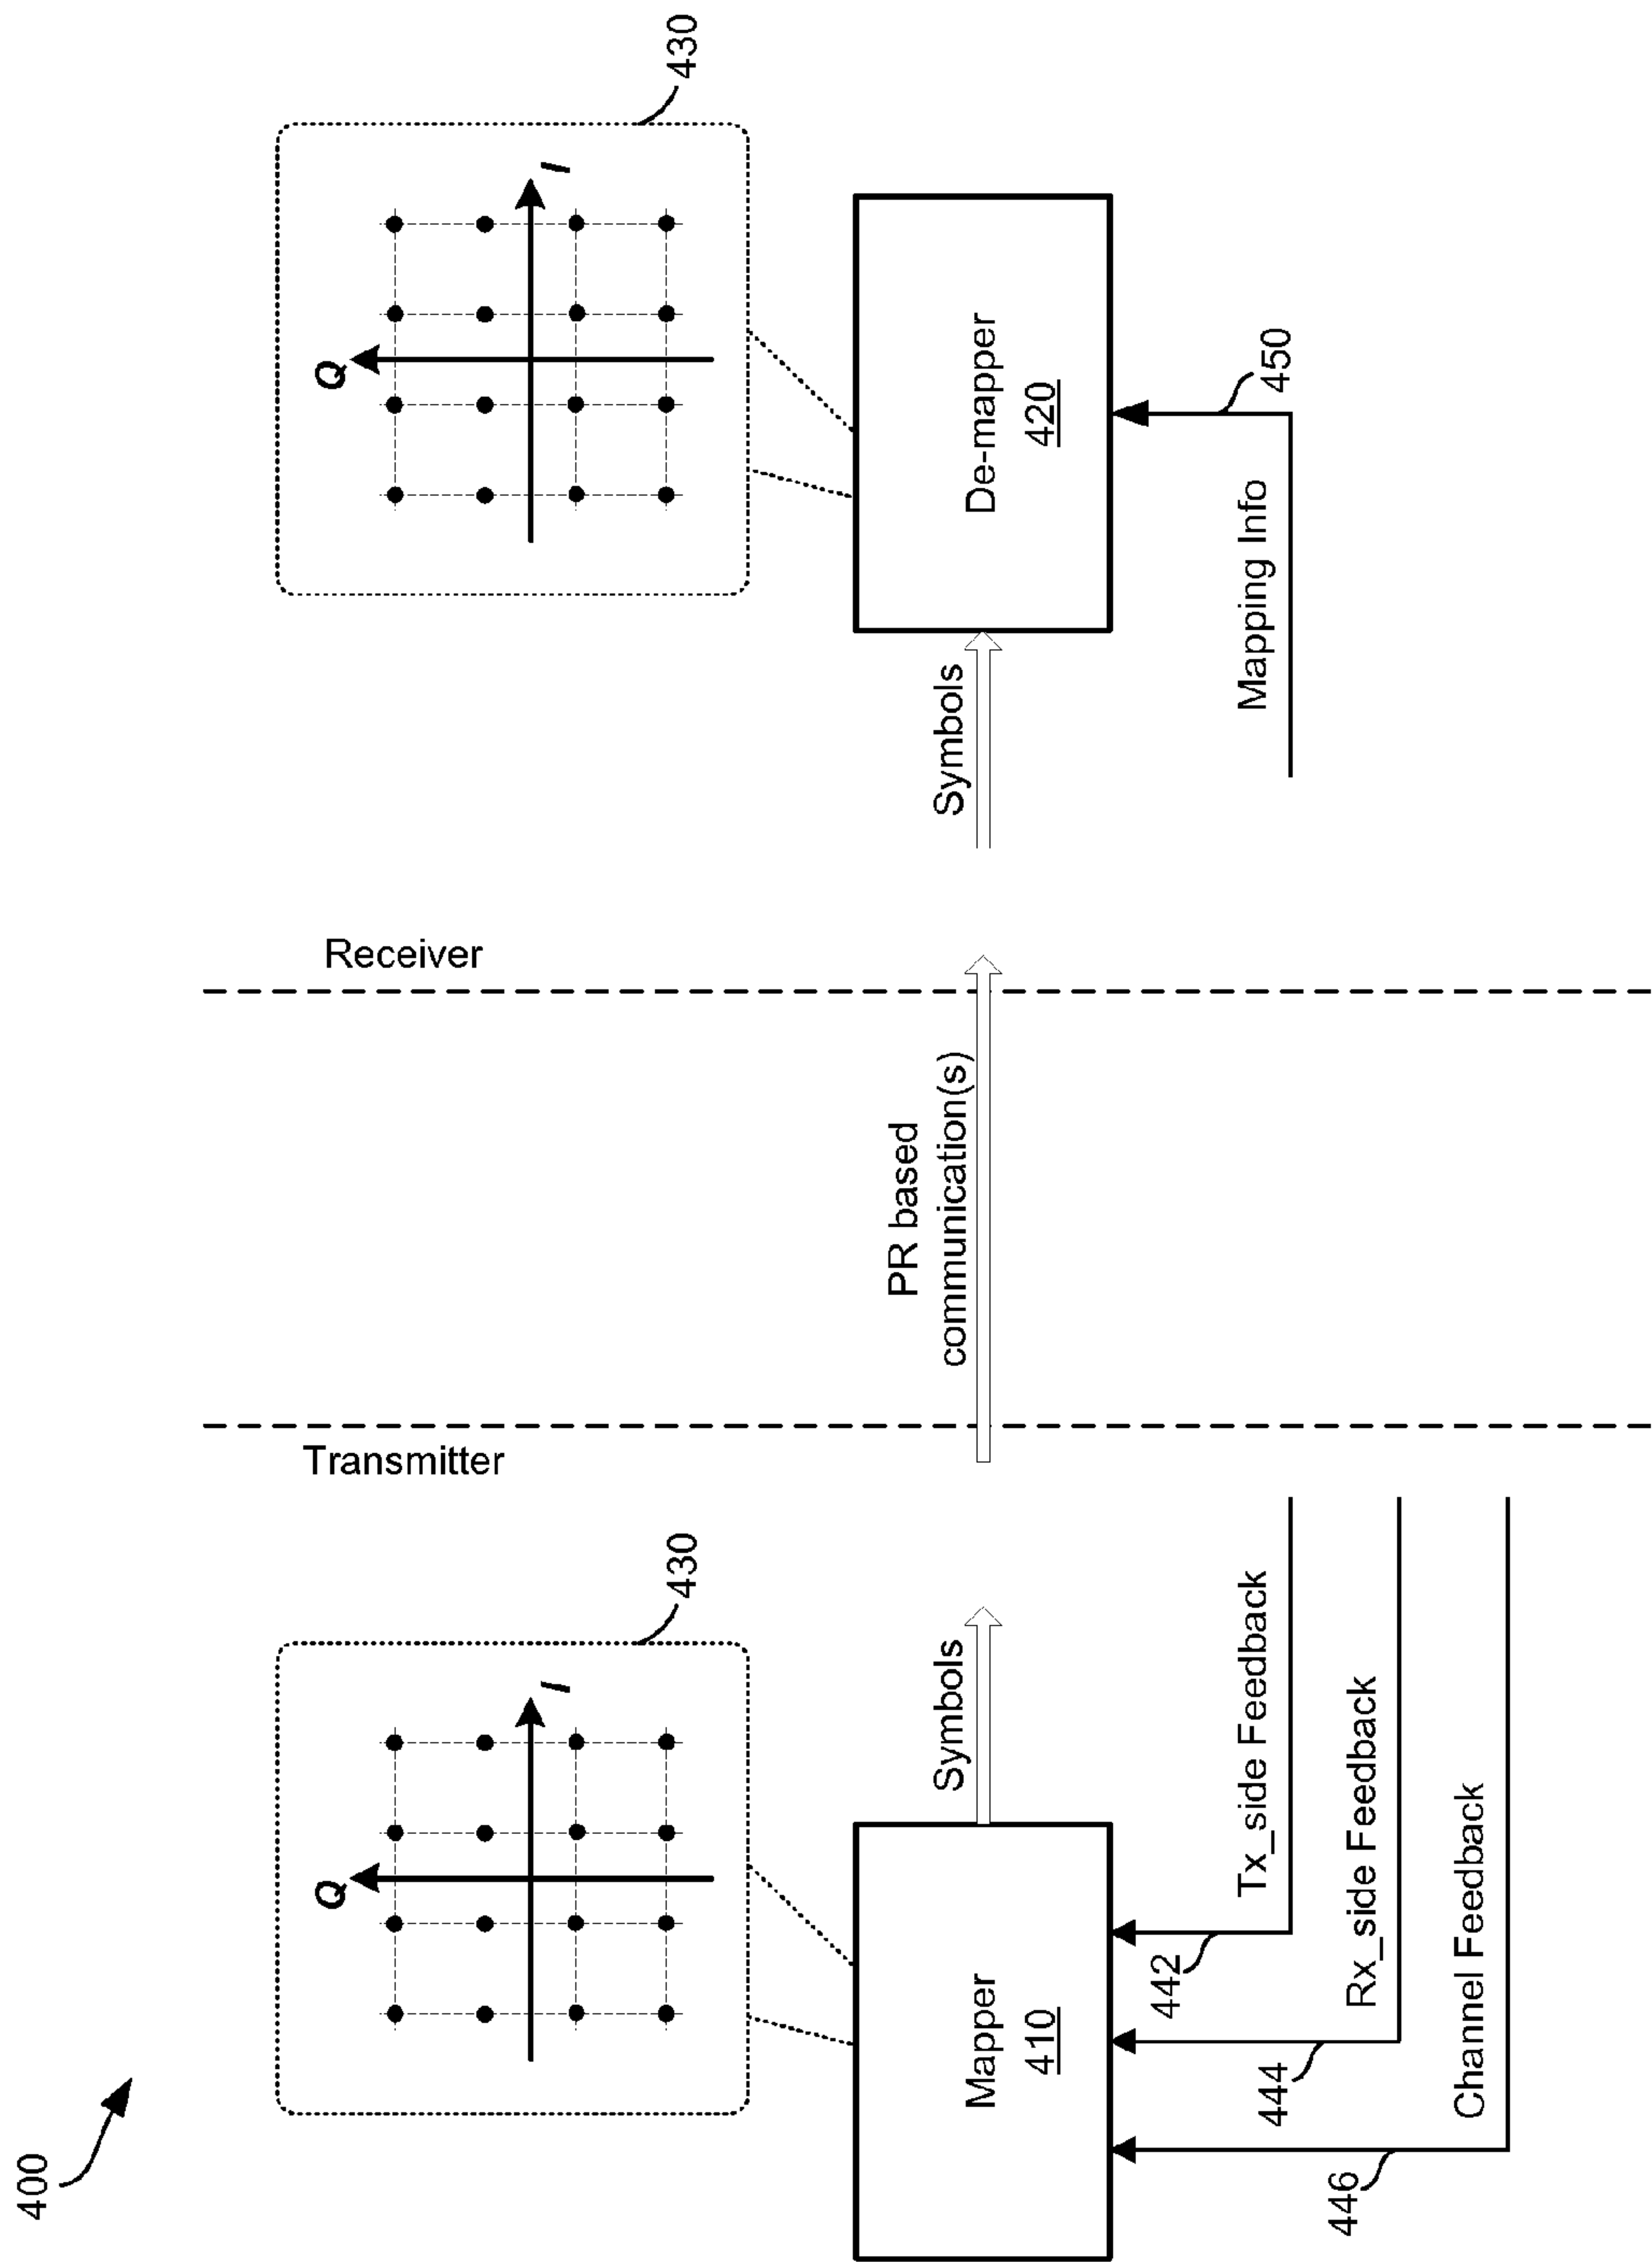 400
430
Q
I
Mapper
410
Symbols
Tx_side Feedback
442
Rx_side Feedback
444
Channel Feedback
446
Transmitter
PR based
communication(s)
Receiver
430
Q
I
Symbols
De-mapper
420
Mapping Info
450